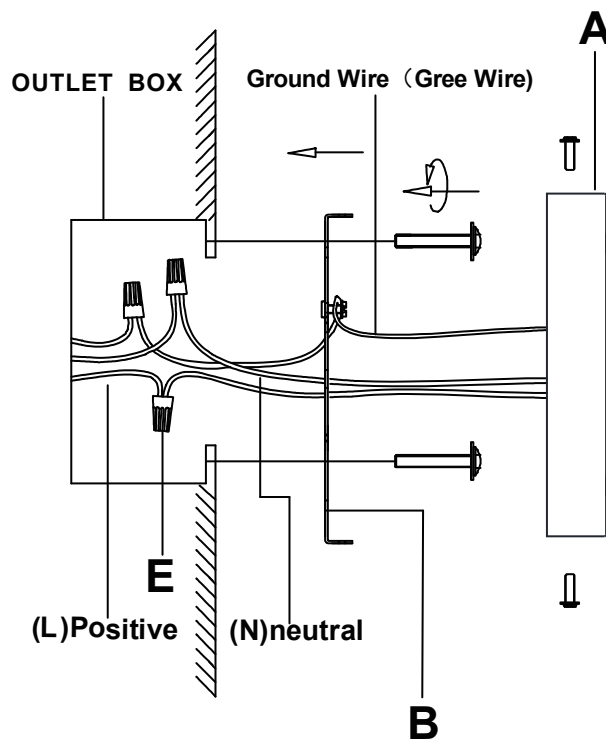 A
OUTLET BOX
Ground Wire（Gree Wire)
E
(L)Positive
(N)neutral
B